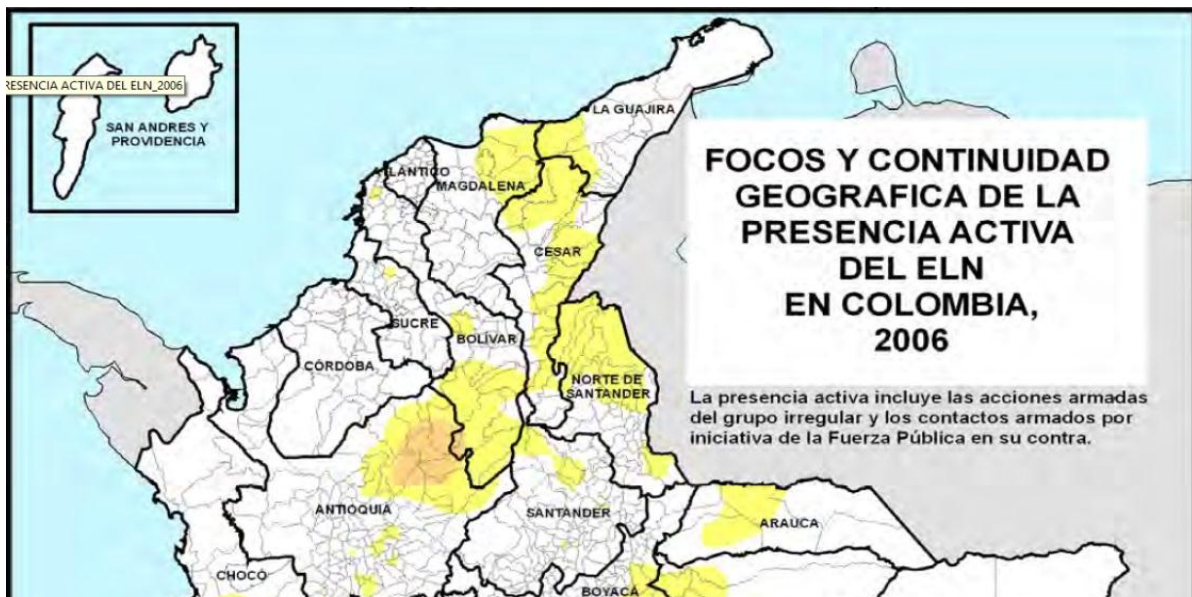 RESENCIA ACTIVA DEL ELN_2006
SAN ANDRES Y
PROVIDENCIA
LA GUAJIRA
FOCOS Y CONTINUIDAD
GEOGRAFICA DE LA
PRESENCIA ACTIVA
DEL ELN
EN COLOMBIA,
2006
ATLANTICO
MAGDALENA
CESAR
SUCRE
BOLÍVAR
CÓRDOBA
NORTE DE
SANTANDER
La presencia activa incluye las acciones armadas
del grupo irregular y los contactos armados por
iniciativa de la Fuerza Pública en su contra.
ANTIOQUIA
SANTANDER
ARAUCA
CHOCÓ
BOYACÁ